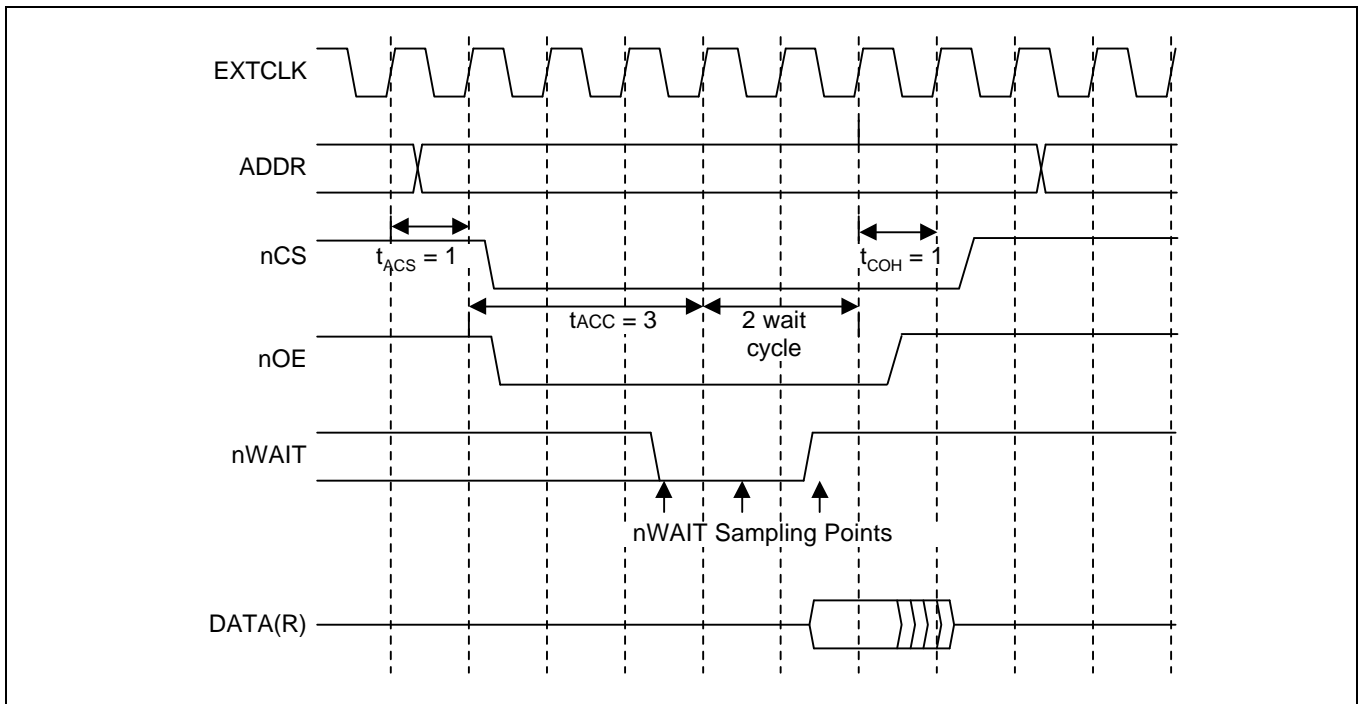 EXTCLK
ADDR
nCS
tACS = 1
tCOH = 1
tACC = 3
2 wait
cycle
nOE
nWAIT
nWAIT Sampling Points
DATA(R)